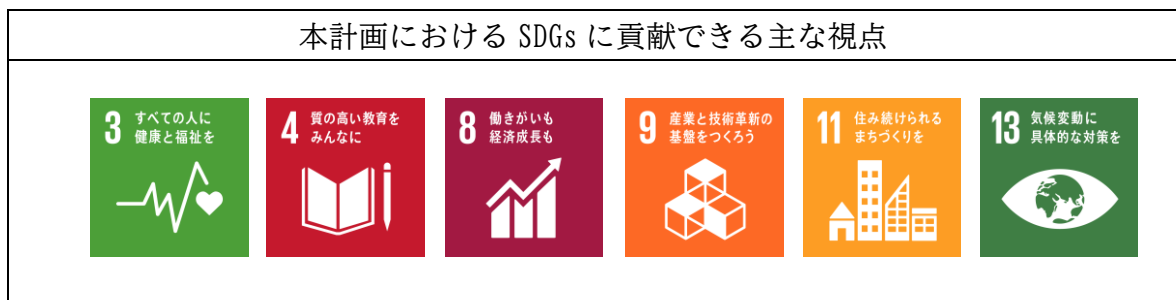 本計画における SDGs に貢献できる主な視点
3 すべての人に
健康と福祉を
4 質の高い教育を
みんなに
8 働きがいも
経済成長も
9 産業と技術革新の
基盤をつくろう
11 住み続けられる
まちづくりを
13 気候変動に
具体的な対策を